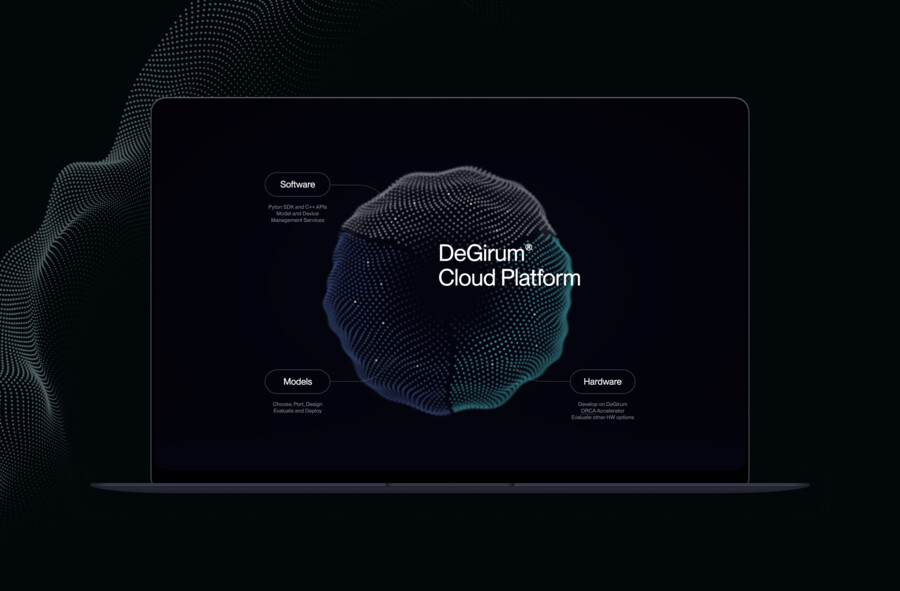 Software
Pyton SDK and C++ APIs
Model and Device
Management Services
DeGirum®
Cloud Platform
Models
Choose, Port, Design
Evaluate and Deploy
Hardware
Develop on DeGirum
ORCA Accelerator
Evaluate other HW options